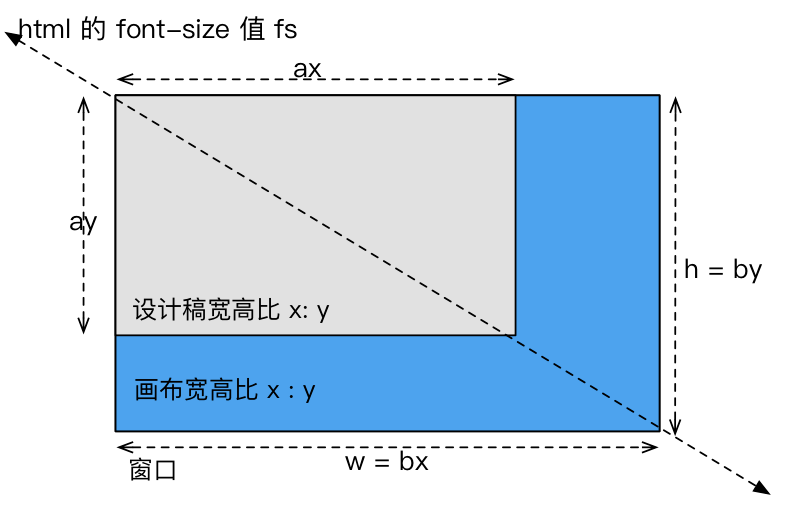 html 的 font-size 值 fs
ax
ay
h = by
设计稿宽高比 x: y
画布宽高比 x : y
w = bx
窗口